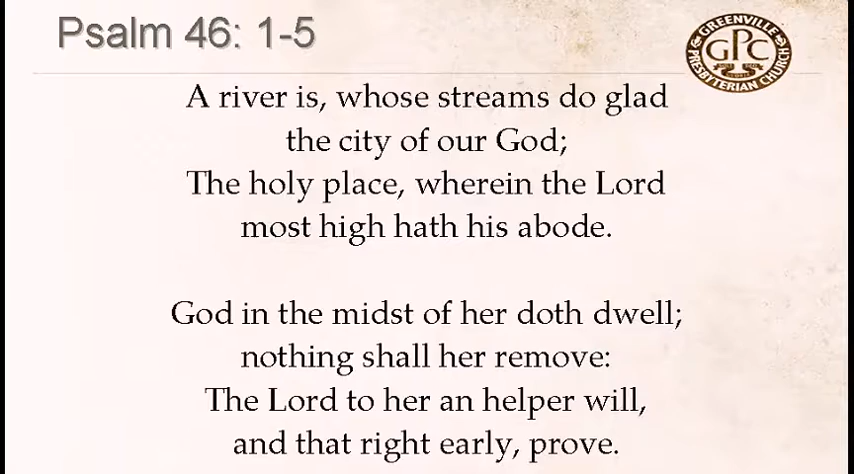 Psalm 46: 1-5
GREENVILLE
GPC
PRESBYTERIAN CHURCH
A river is, whose streams do glad
the city of our God;
The holy place, wherein the Lord
most high hath his abode.
God in the midst of her doth dwell;
nothing shall her remove:
The Lord to her an helper will,
and that right early, prove.